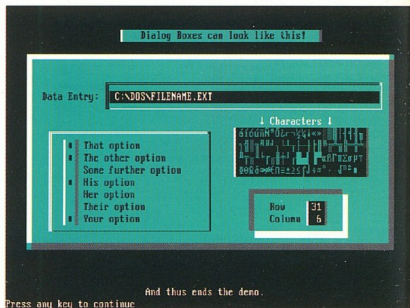 Dialog Boxes can look like this!
Data Entry: C:\DOS\FILENAME.EXT
↓ Characters ↓
That option
The other option
Some further option
His option
Her option
Their option
Your option
Row 31
Column 6
And thus ends the demo.
Press any key to continue